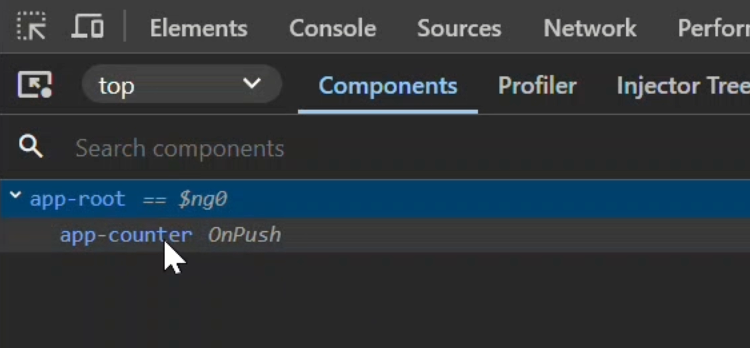 Elements Console Sources Network Perfor
top Components Profiler Injector Tree
Search components
app-root == $ng0
app-counter OnPush